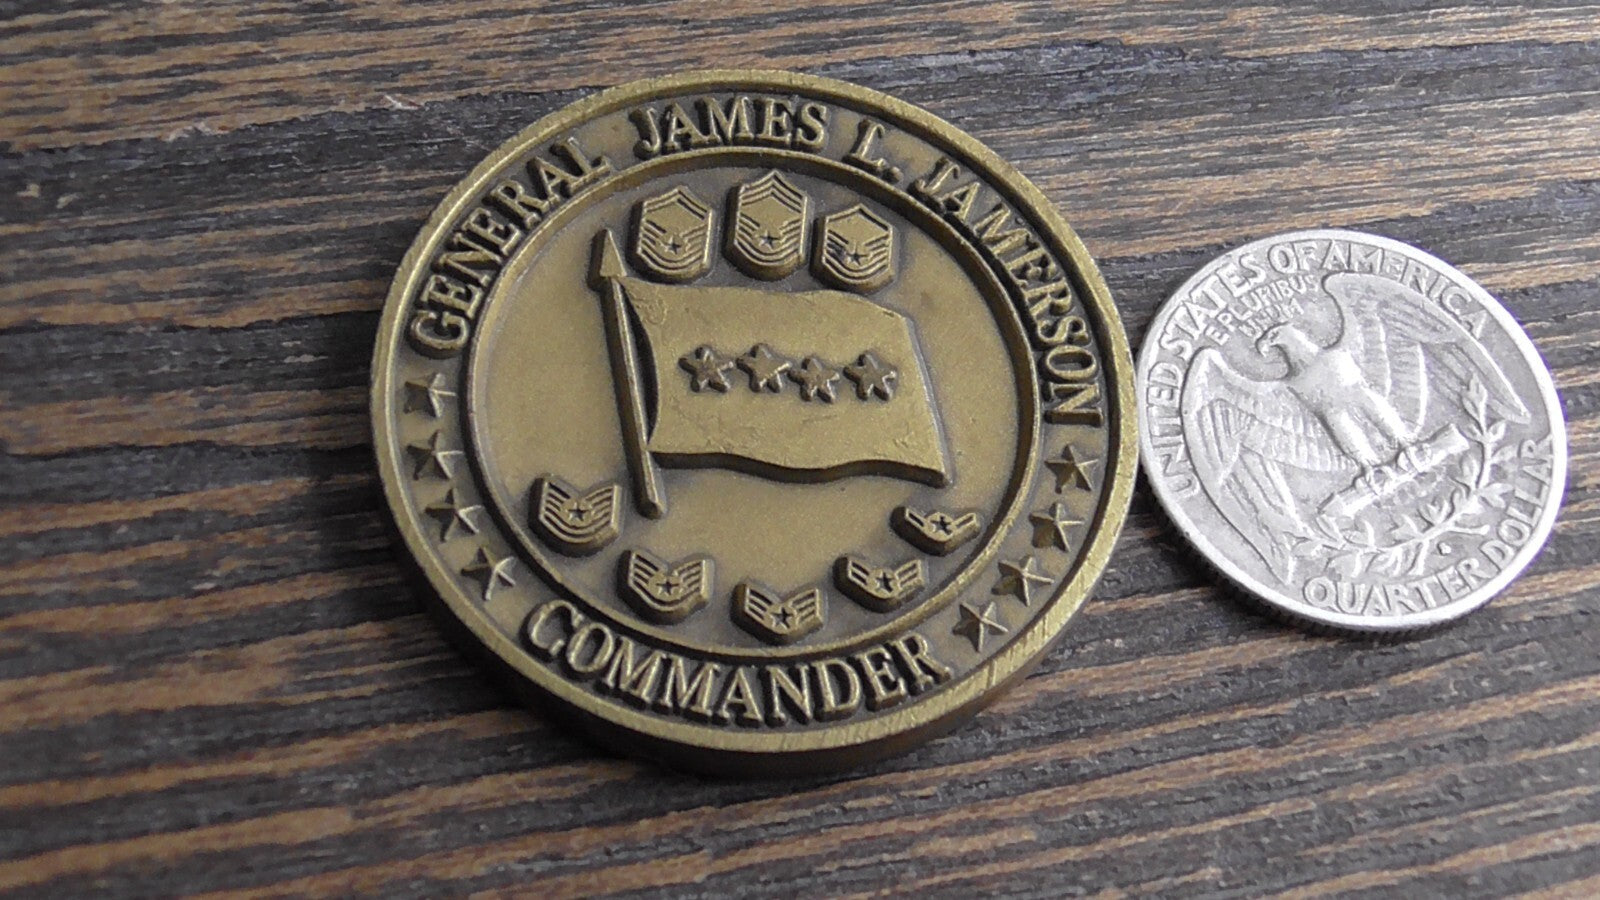 GENERAL JAMES L. JAMERSON
COMMANDER
UNITED STATES OF AMERICA
E PLURIBUS
UNUM
QUARTER DOLLAR